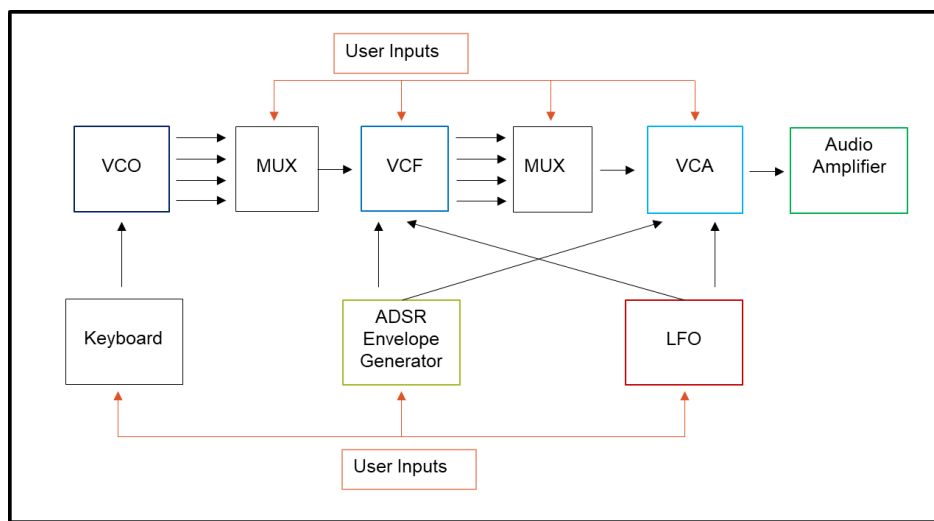 User Inputs
VCO
MUX
VCF
MUX
VCA
Audio
Amplifier
Keyboard
ADSR
Envelope
Generator
LFO
User Inputs